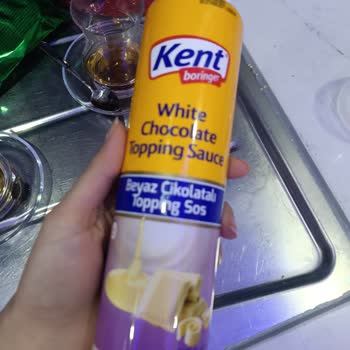 Kent
boringer
White
Chocolate
Topping Sauce
Beyaz Çikolatalı
Topping Sos